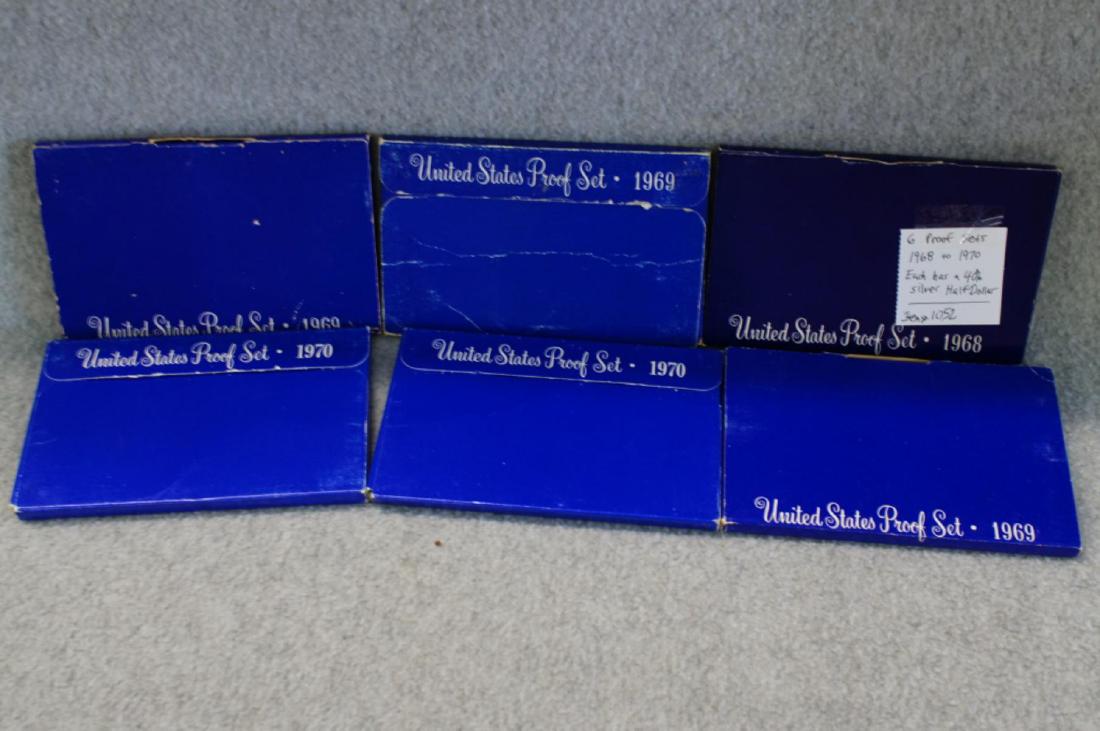 United States Proof Set · 1969
United States Proof Set · 1969
6 Proof Sets
1968 to 1970
Each has a 40%
silver Half Dollar
1052
United States Proof Set · 1968
United States Proof Set · 1970
United States Proof Set · 1970
United States Proof Set · 1969